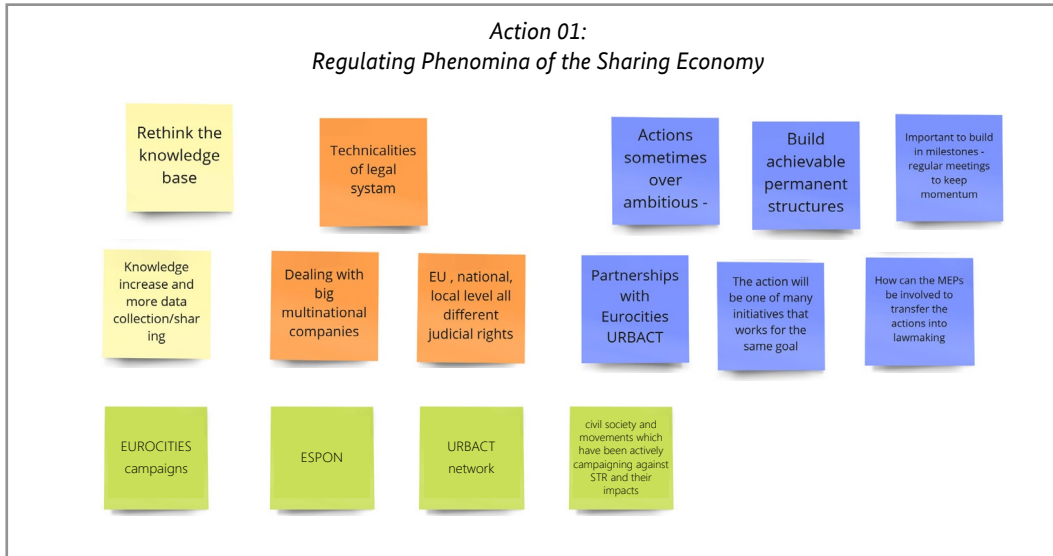 Action 01:
Regulating Phenomina of the Sharing Economy
Rethink the
knowledge
base
Technicalities
of legal
systam
Actions
sometimes
over
ambitious -
Build
achievable
permanent
structures
Important to build
in milestones -
regular meetings
to keep
momentum
Knowledge
increase and
more data
collection/shar
ing
Dealing with
big
multinational
companies
EU , national,
local level all
different
judicial rights
Partnerships
with
Eurocities
URBACT
The action will
be one of many
initiatives that
works for the
same goal
How can the MEPs
be involved to
transfer the
actions into
lawmaking
EUROCITIES
campaigns
ESPON
URBACT
network
civil society and
movements which
have been actively
campaigning against
STR and their
impacts